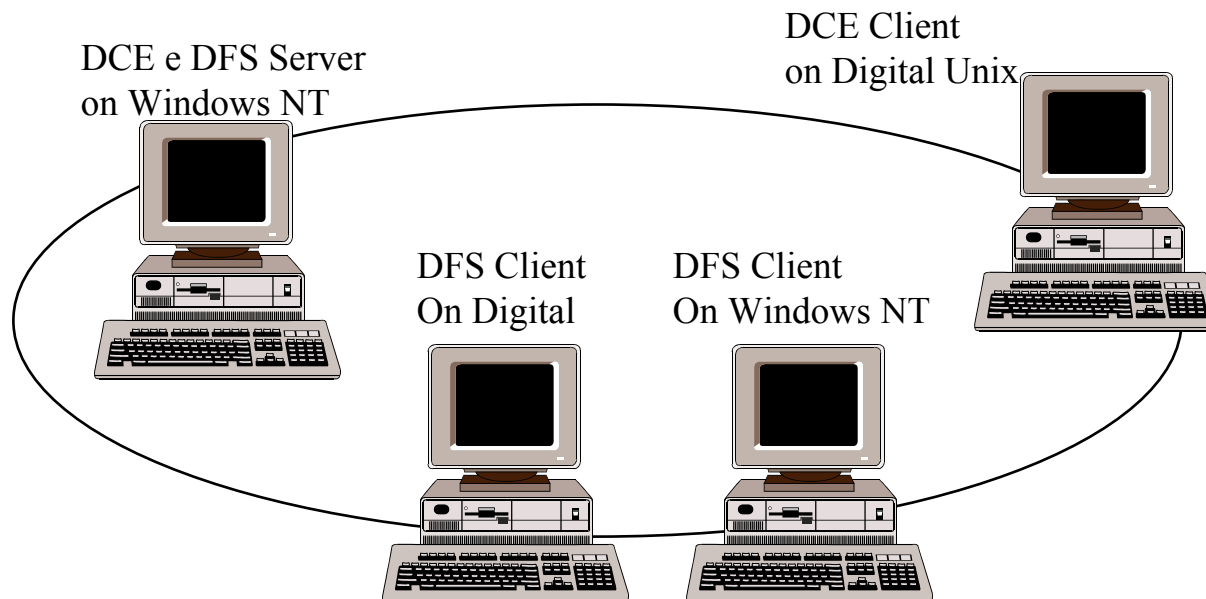 DCE e DFS Server
on Windows NT
DCE Client
on Digital Unix
DFS Client
On Digital
DFS Client
On Windows NT